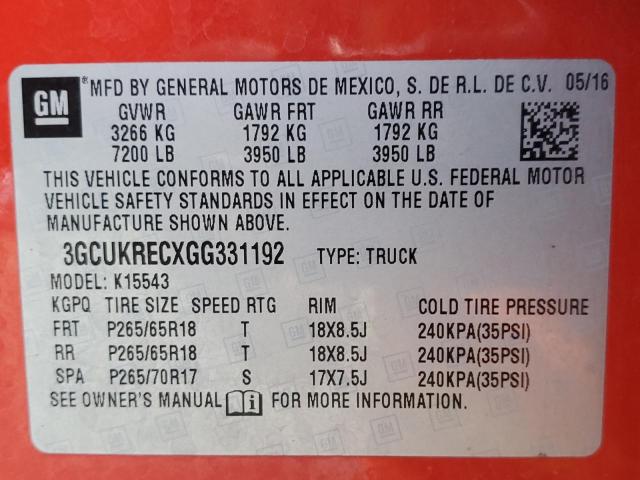 GM
® MFD BY GENERAL MOTORS DE MEXICO, S. DE R.L. DE C.V. 05/16
GVWR GAWR FRT GAWR RR
3266 KG 1792 KG 1792 KG
7200 LB 3950 LB 3950 LB
THIS VEHICLE CONFORMS TO ALL APPLICABLE U.S. FEDERAL MOTOR
VEHICLE SAFETY STANDARDS IN EFFECT ON THE DATE OF
MANUFACTURE SHOWN ABOVE.
3GCUKRECXGG331192 TYPE: TRUCK
MODEL: K15543
KGPQ TIRE SIZE SPEED RTG RIM COLD TIRE PRESSURE
FRT P265/65R18 T 18X8.5J 240KPA(35PSI)
RR P265/65R18 T 18X8.5J 240KPA(35PSI)
SPA P265/70R17 S 17X7.5J 240KPA(35PSI)
SEE OWNER'S MANUAL FOR MORE INFORMATION.